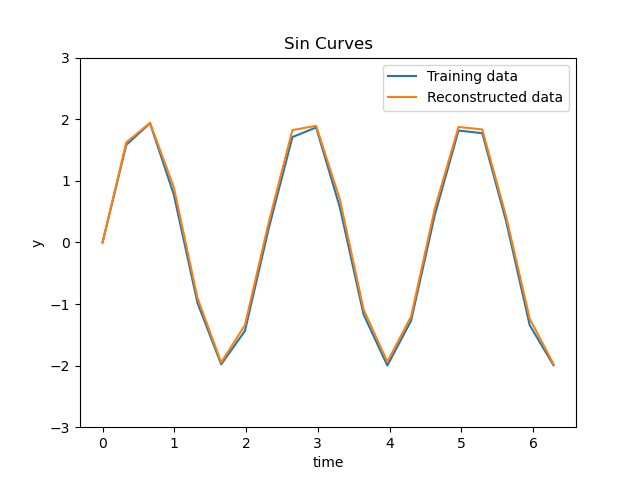 Sin Curves
Training data
Reconstructed data
3
2
1
0
−1
−2
−3
y
0 1 2 3 4 5 6
time